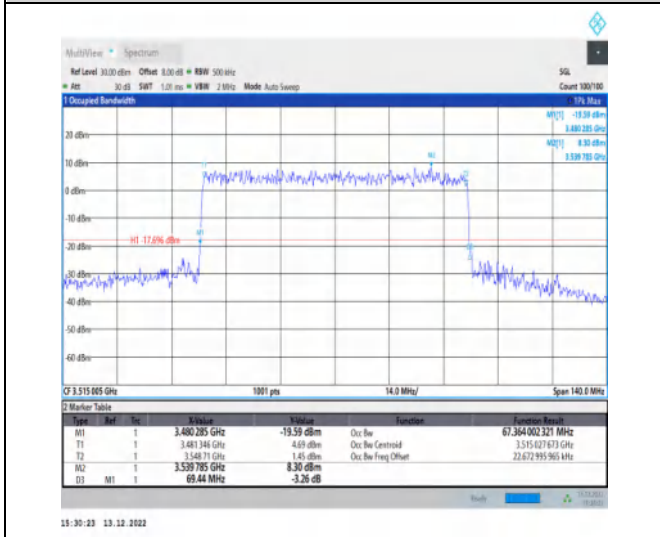 MultiView Spectrum
Ref Level 30.00 dBm Offset 8.00 dB RBW 500 kHz SGL
Att 30 dB SWT 1.01 ms VBW 2 MHz Mode Auto Sweep Count 100/100
1 Occupied Bandwidth 1Pk Max
M1[1] -19.59 dBm
3.480 285 GHz
M2[1] 8.30 dBm
3.539 785 GHz
20 dBm
10 dBm
0 dBm
-10 dBm
-20 dBm
-30 dBm
-40 dBm
-50 dBm
-60 dBm
M2
M1
H1 -17.696 dBm
CF 3.515 005 GHz 1001 pts 14.0 MHz/ Span 140.0 MHz
2 Marker Table
Type Ref Trc X-Value Y-Value Function Function Result
M1 1 3.480 285 GHz -19.59 dBm Occ Bw 67.364 002 321 MHz
T1 1 3.481 346 GHz 4.69 dBm Occ Bw Centroid 3.515 027 673 GHz
T2 1 3.548 71 GHz 1.45 dBm Occ Bw Freq Offset 22.672 995 965 kHz
M2 1 3.539 785 GHz 8.30 dBm
D3 M1 1 69.44 MHz -3.26 dB
Ready
15:30:23 13.12.2022